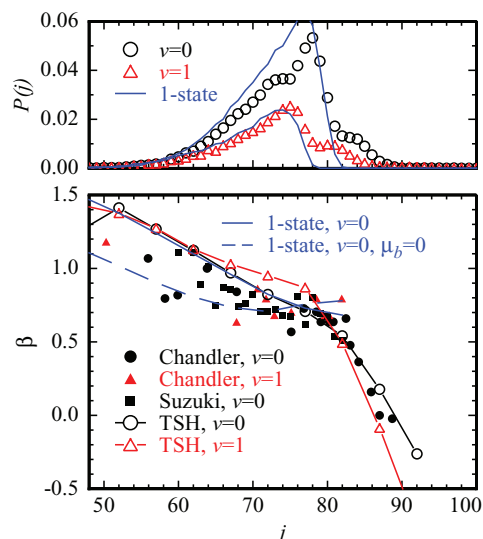 0.06
0.04
0.02
0.00
P(j)
v=0
v=1
1-state
1.5
1.0
0.5
0.0
-0.5
β
1-state, v=0
1-state, v=0, μb=0
Chandler, v=0
Chandler, v=1
Suzuki, v=0
TSH, v=0
TSH, v=1
50 60 70 80 90 100
j